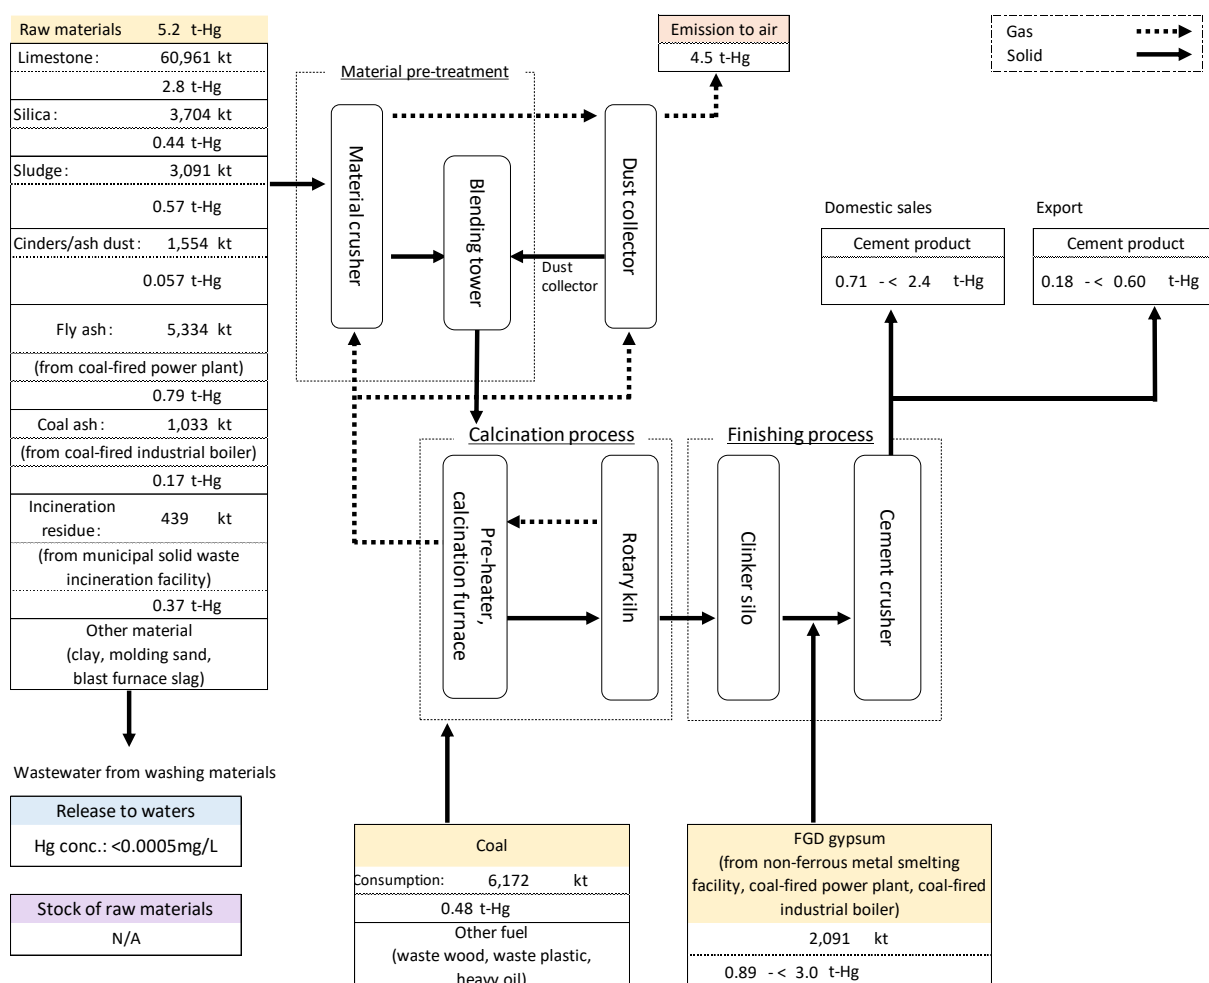 Raw materials 5.2 t-Hg
Limestone: 60,961 kt
2.8 t-Hg
Silica: 3,704 kt
0.44 t-Hg
Sludge: 3,091 kt
0.57 t-Hg
Cinders/ash dust: 1,554 kt
0.057 t-Hg
Fly ash: 5,334 kt
(from coal-fired power plant)
0.79 t-Hg
Coal ash: 1,033 kt
(from coal-fired industrial boiler)
0.17 t-Hg
Incineration
residue: 439 kt
(from municipal solid waste
incineration facility)
0.37 t-Hg
Other material
(clay, molding sand,
blast furnace slag)
Wastewater from washing materials
Release to waters
Hg conc.: <0.0005mg/L
Stock of raw materials
N/A
Material pre-treatment
Material crusher
Blending tower
Dust
collector
Dust collector
Emission to air
4.5 t-Hg
Gas
Solid
Domestic sales
Cement product
0.71 -< 2.4 t-Hg
Export
Cement product
0.18 -< 0.60 t-Hg
Calcination process
Pre-heater,
calcination furnace
Rotary kiln
Finishing process
Clinker silo
Cement crusher
Coal
Consumption: 6,172 kt
0.48 t-Hg
Other fuel
(waste wood, waste plastic,
heavy oil)
FGD gypsum
(from non-ferrous metal smelting
facility, coal-fired power plant, coal-fired
industrial boiler)
2,091 kt
0.89 -< 3.0 t-Hg